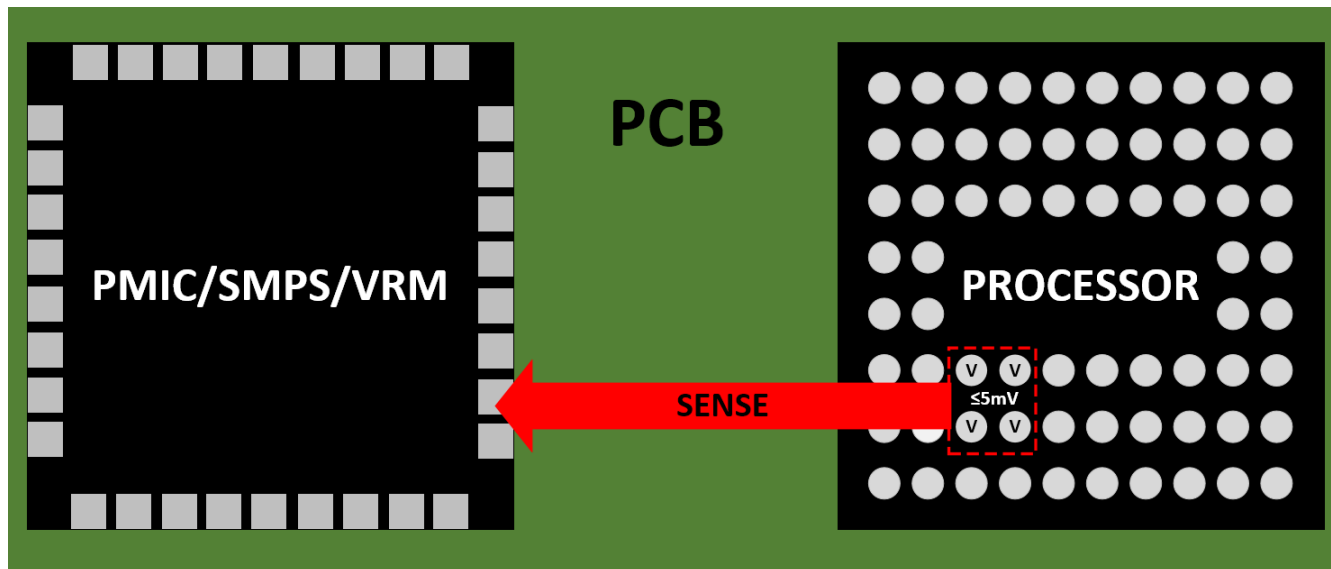 PCB
PMIC/SMPS/VRM
PROCESSOR
V V
≤5mV
SENSE
V V